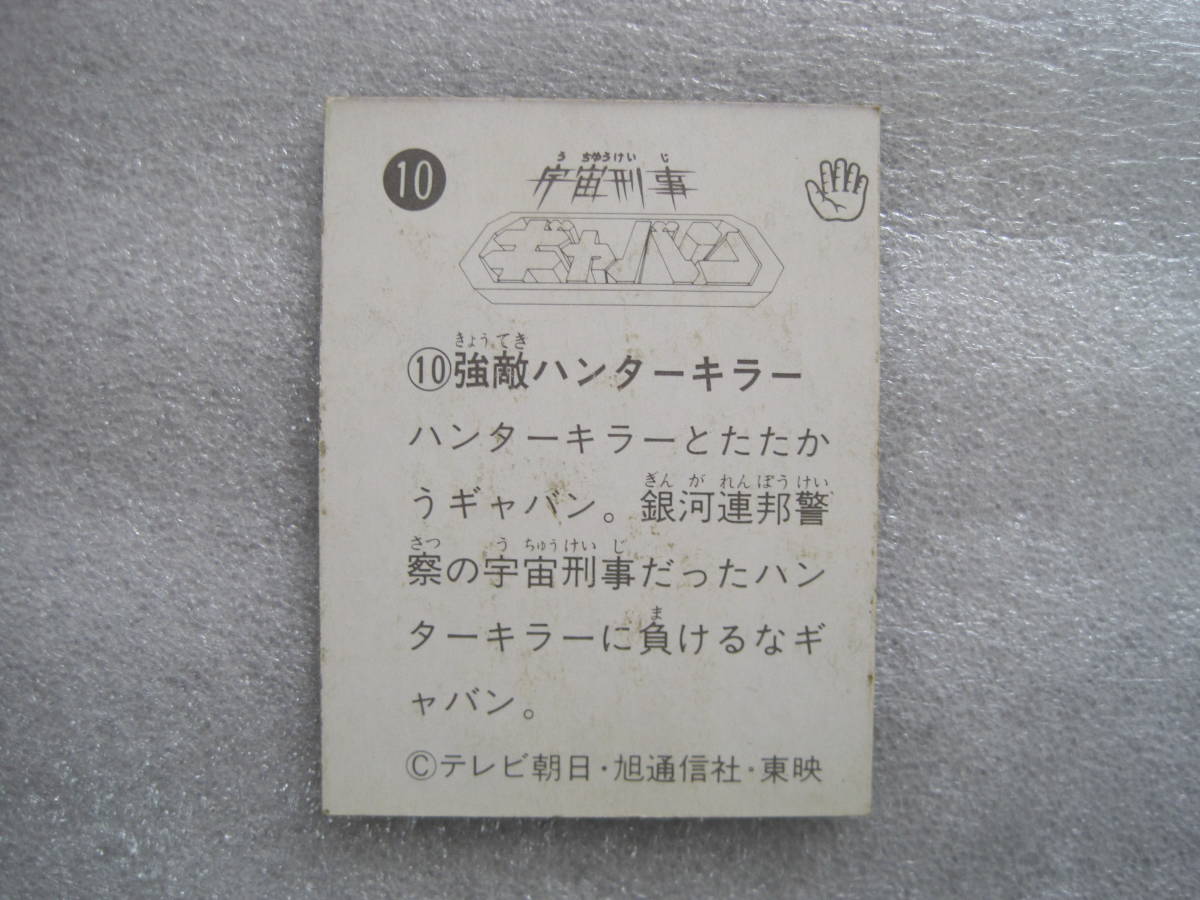 10
うちゅうけいじ
宇宙刑事
ギャバン
きょうてき
⑩強敵ハンターキラー
ハンターキラーとたたか
ぎんがれんぽうけい
うギャバン。銀河連邦警
さつ うちゅうけいじ
察の宇宙刑事だったハン
ま
ターキラーに負けるなギ
ャバン。
©テレビ朝日・旭通信社・東映